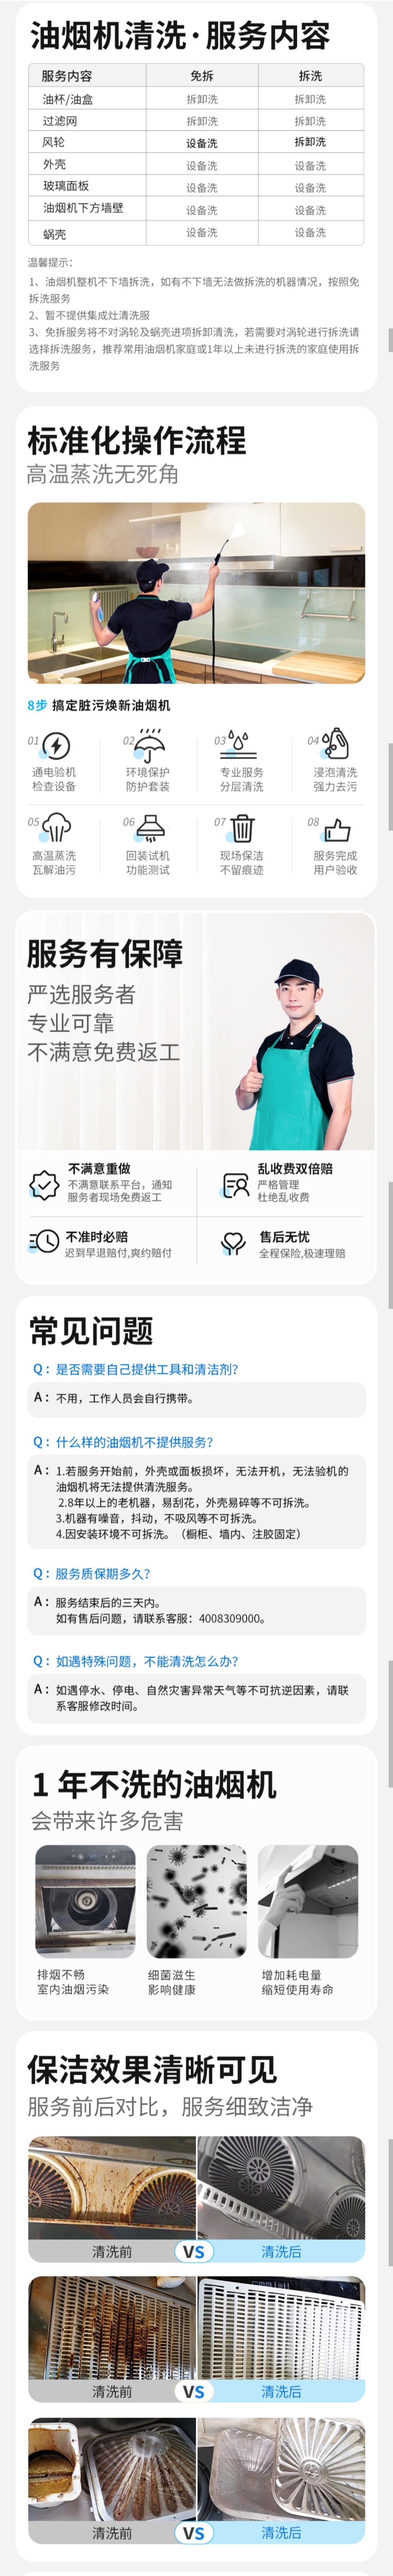 油烟机清洗·服务内容
服务内容 免拆 拆洗
油杯/油盒 拆卸洗 拆卸洗
过滤网 拆卸洗 拆卸洗
风轮 设备洗 拆卸洗
外壳 设备洗 设备洗
玻璃面板 设备洗 设备洗
油烟机下方墙壁 设备洗 设备洗
蜗壳 设备洗 设备洗
温馨提示：
1、油烟机整机不下墙拆洗，如有不下墙无法做拆洗的机器情况，按照免
拆洗服务
2、暂不提供集成灶清洗服
3、免拆服务将不对涡轮及蜗壳进项拆卸清洗，若需要对涡轮进行拆洗请
选择拆洗服务，推荐常用油烟机家庭或1年以上未进行拆洗的家庭使用拆
洗服务
标准化操作流程
高温蒸洗无死角
8步 搞定脏污焕新油烟机
01 02 03 04
通电验机 环境保护 专业服务 浸泡清洗
检查设备 防护套装 分层清洗 强力去污
05 06 07 08
高温蒸洗 回装试机 现场保洁 服务完成
瓦解油污 功能测试 不留痕迹 用户验收
服务有保障
严选服务者
专业可靠
不满意免费返工
不满意重做
不满意联系平台，通知
服务者现场免费返工
乱收费双倍赔
严格管理
杜绝乱收费
不准时必赔
迟到早退赔付,爽约赔付
售后无忧
全程保险,极速理赔
常见问题
Q：是否需要自己提供工具和清洁剂?
A：不用，工作人员会自行携带。
Q：什么样的油烟机不提供服务?
A：1.若服务开始前，外壳或面板损坏，无法开机，无法验机的
油烟机将无法提供清洗服务。
2.8年以上的老机器，易刮花，外壳易碎等不可拆洗。
3.机器有噪音，抖动，不吸风等不可拆洗。
4.因安装环境不可拆洗。（橱柜、墙内、注胶固定）
Q：服务质保期多久?
A：服务结束后的三天内。
如有售后问题，请联系客服：4008309000。
Q：如遇特殊问题，不能清洗怎么办?
A：如遇停水、停电、自然灾害异常天气等不可抗逆因素，请联
系客服修改时间。
1 年不洗的油烟机
会带来许多危害
排烟不畅 细菌滋生 增加耗电量
室内油烟污染 影响健康 缩短使用寿命
保洁效果清晰可见
服务前后对比，服务细致洁净
清洗前 VS 清洗后
清洗前 VS 清洗后
清洗前 VS 清洗后